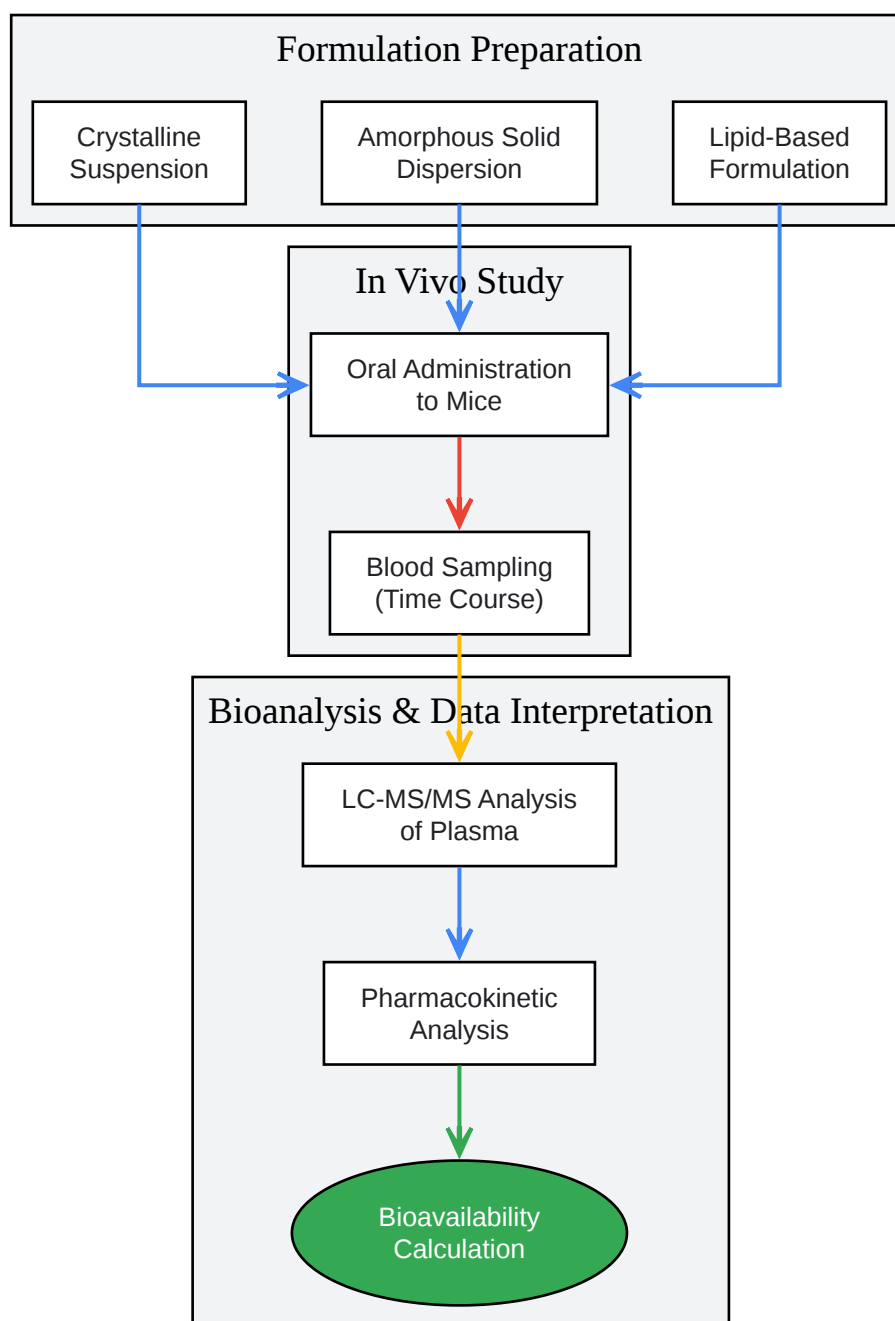 Formulation Preparation
Crystalline
Suspension
Amorphous Solid
Dispersion
Lipid-Based
Formulation
In Vivo Study
Oral Administration
to Mice
Blood Sampling
(Time Course)
Bioanalysis & Data Interpretation
LC-MS/MS Analysis
of Plasma
Pharmacokinetic
Analysis
Bioavailability
Calculation